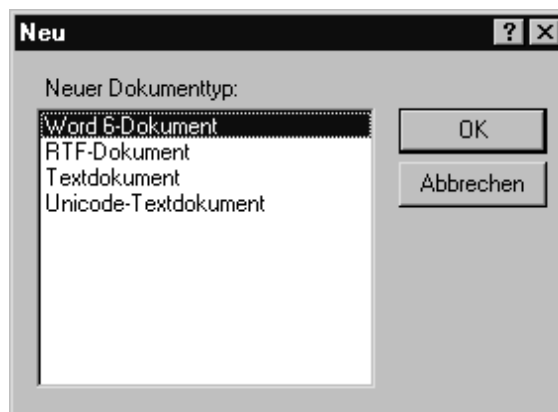 Neu
Neuer Dokumenttyp:
Word 6-Dokument
RTF-Dokument
Textdokument
Unicode-Textdokument
OK
Abbrechen